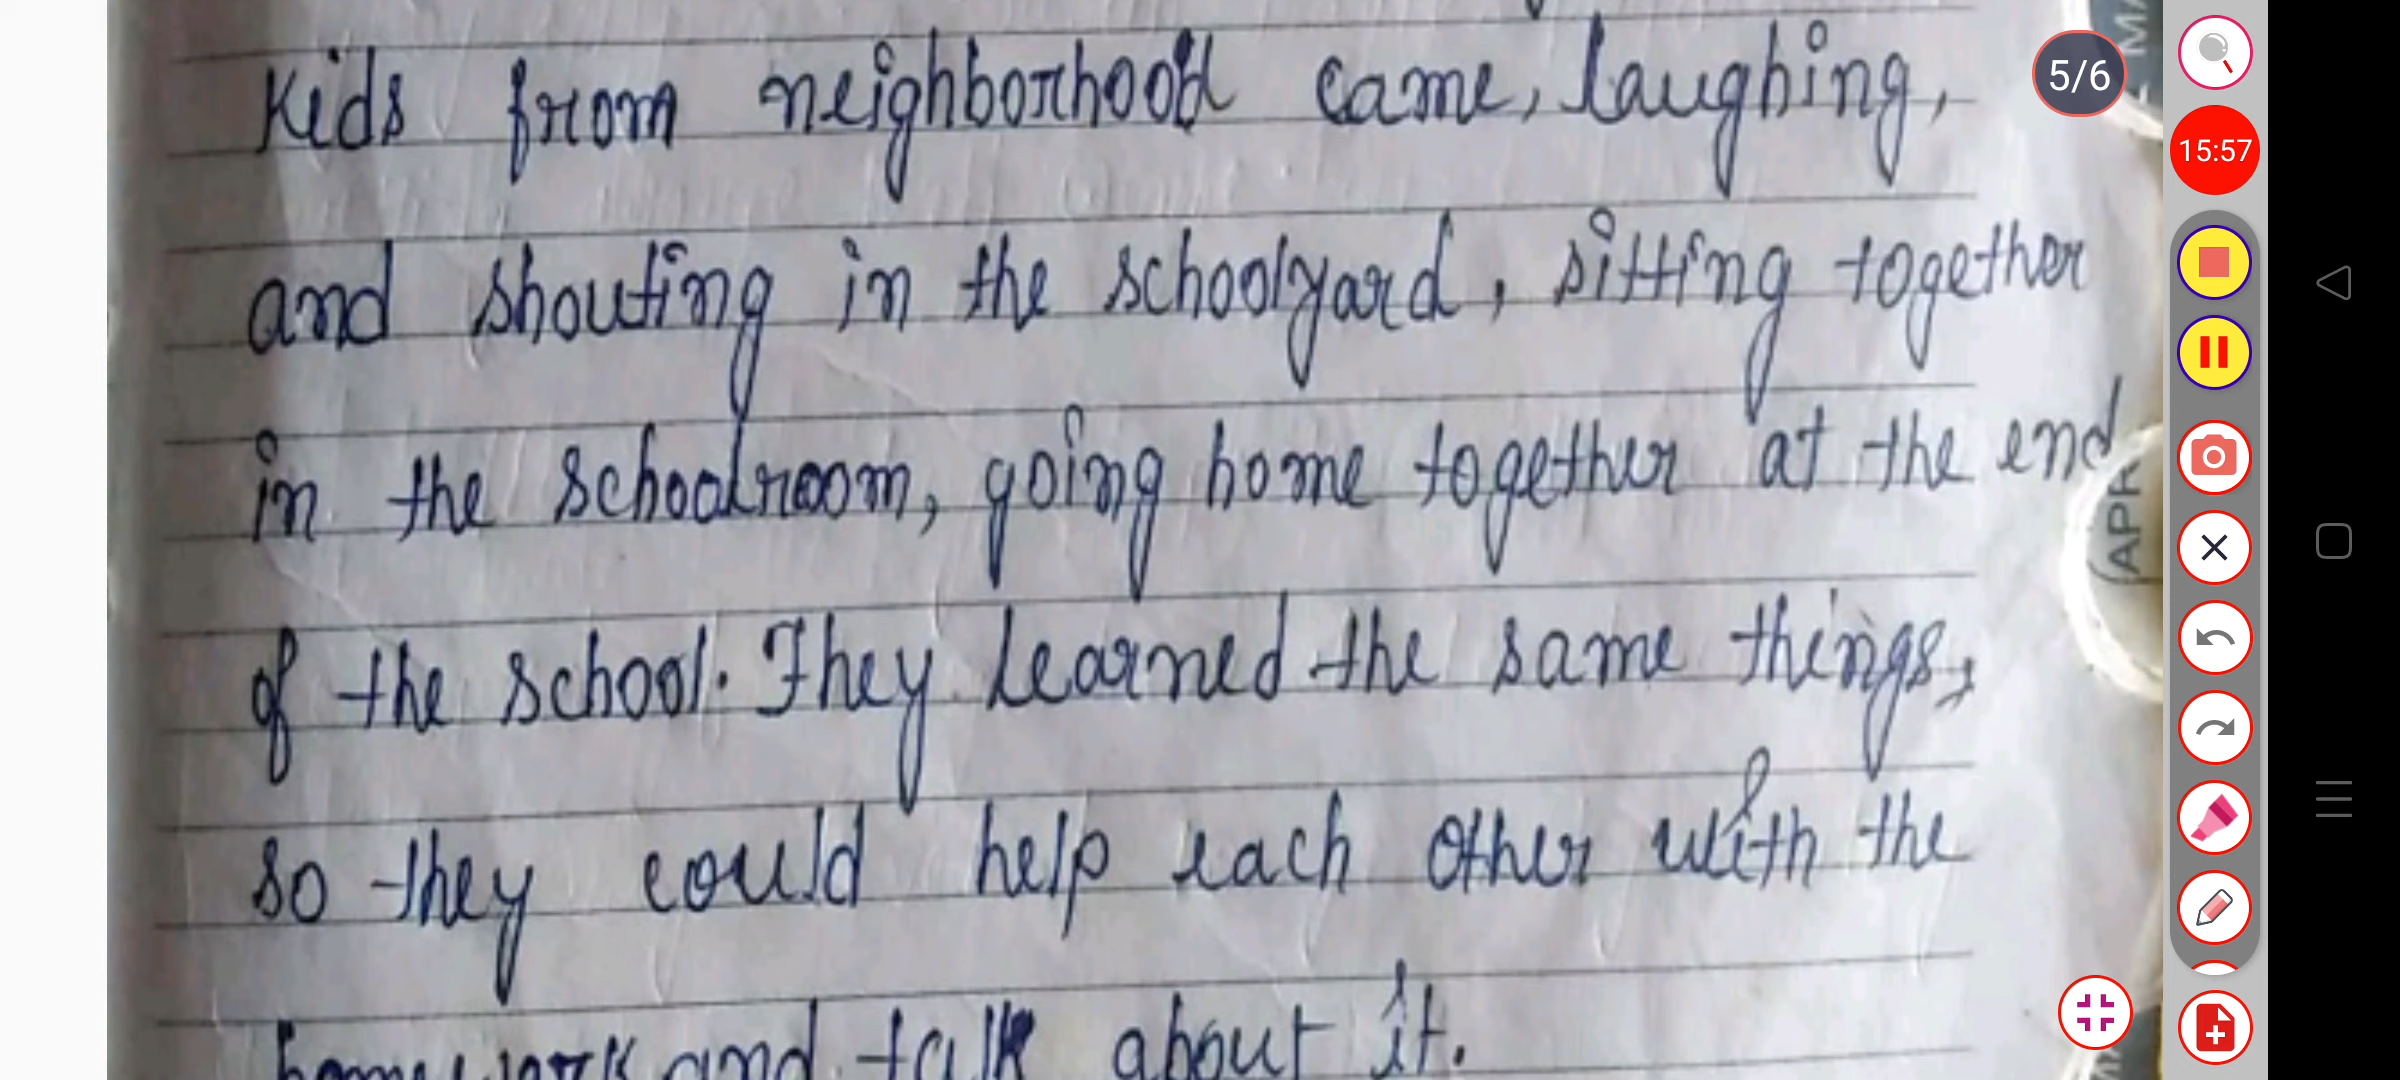 Kids from neighborhood came, laughing,
and shouting in the schoolyard, sitting together
in the schoolroom, going home together at the end
of the school. They learned the same things,
so they could help each other with the
homework and talk about it.
5/6
15:57
(APR